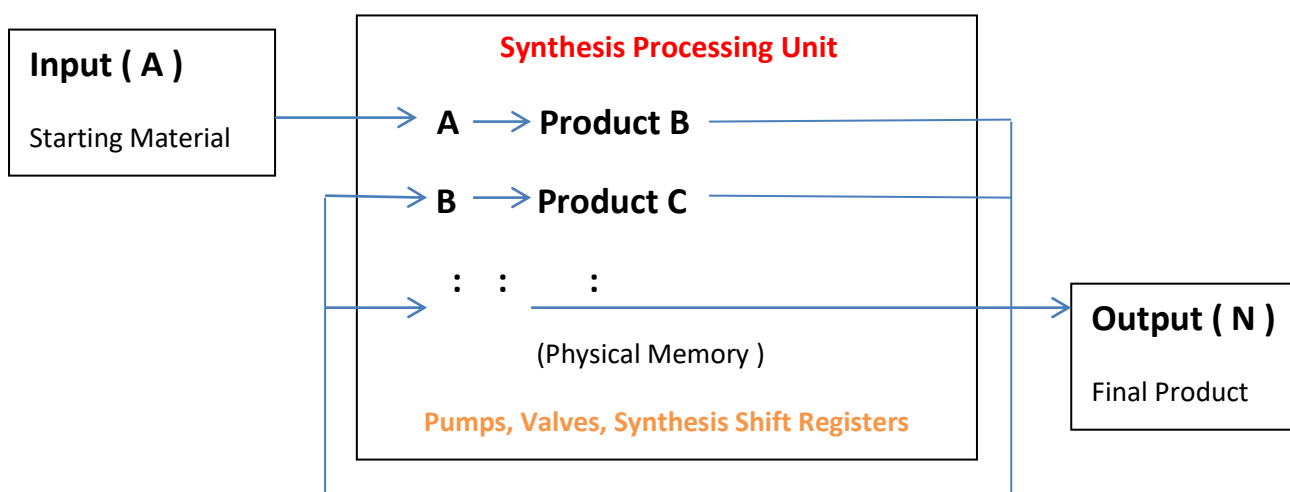 Input ( A )
Starting Material
Synthesis Processing Unit
A Product B
B Product C
: : :
(Physical Memory )
Pumps, Valves, Synthesis Shift Registers
Output ( N )
Final Product